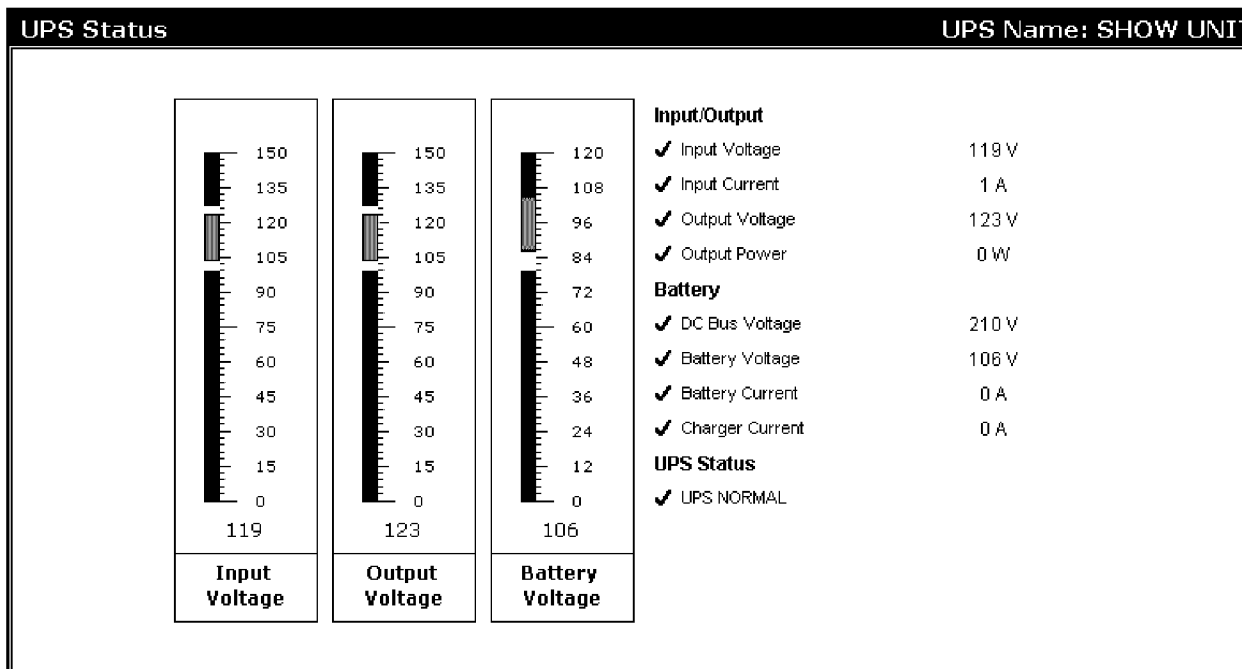 UPS Status
UPS Name: SHOW UNIT
150
135
120
105
90
75
60
45
30
15
0
119
Input
Voltage
150
135
120
105
90
75
60
45
30
15
0
123
Output
Voltage
120
108
96
84
72
60
48
36
24
12
0
106
Battery
Voltage
Input/Output
✔ Input Voltage 119 V
✔ Input Current 1 A
✔ Output Voltage 123 V
✔ Output Power 0 W
Battery
✔ DC Bus Voltage 210 V
✔ Battery Voltage 106 V
✔ Battery Current 0 A
✔ Charger Current 0 A
UPS Status
✔ UPS NORMAL